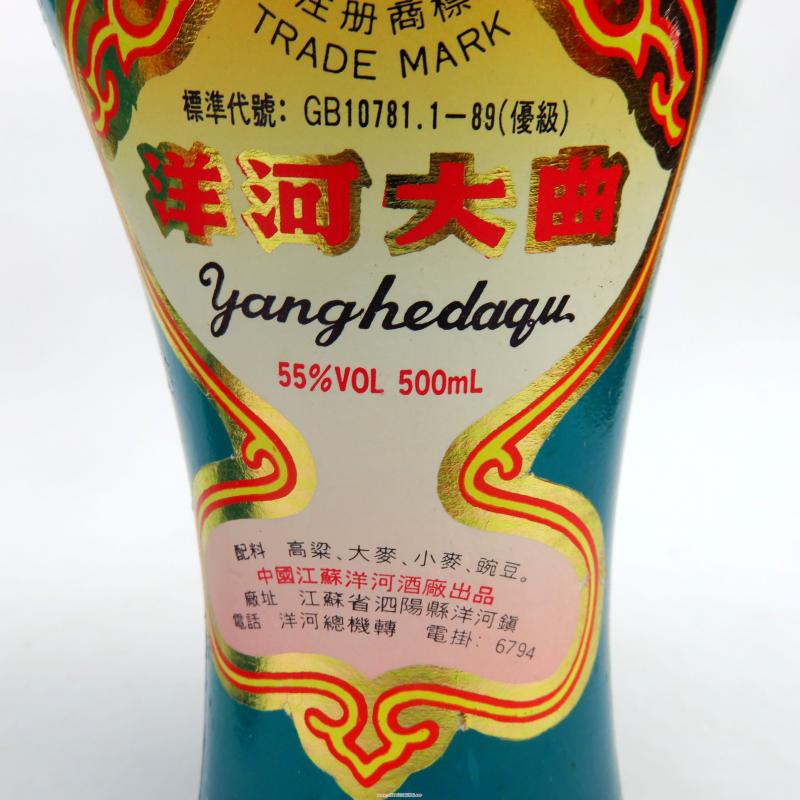 注册商標
TRADE MARK
標準代號: GB10781.1-89(優級)
洋河大曲
Yanghedaqu
55%VOL 500mL
配料 高粱、大麥、小麥、豌豆。
中國江蘇洋河酒廠出品
廠址 江蘇省泗陽縣洋河鎮
電話 洋河總機轉 電掛: 6794